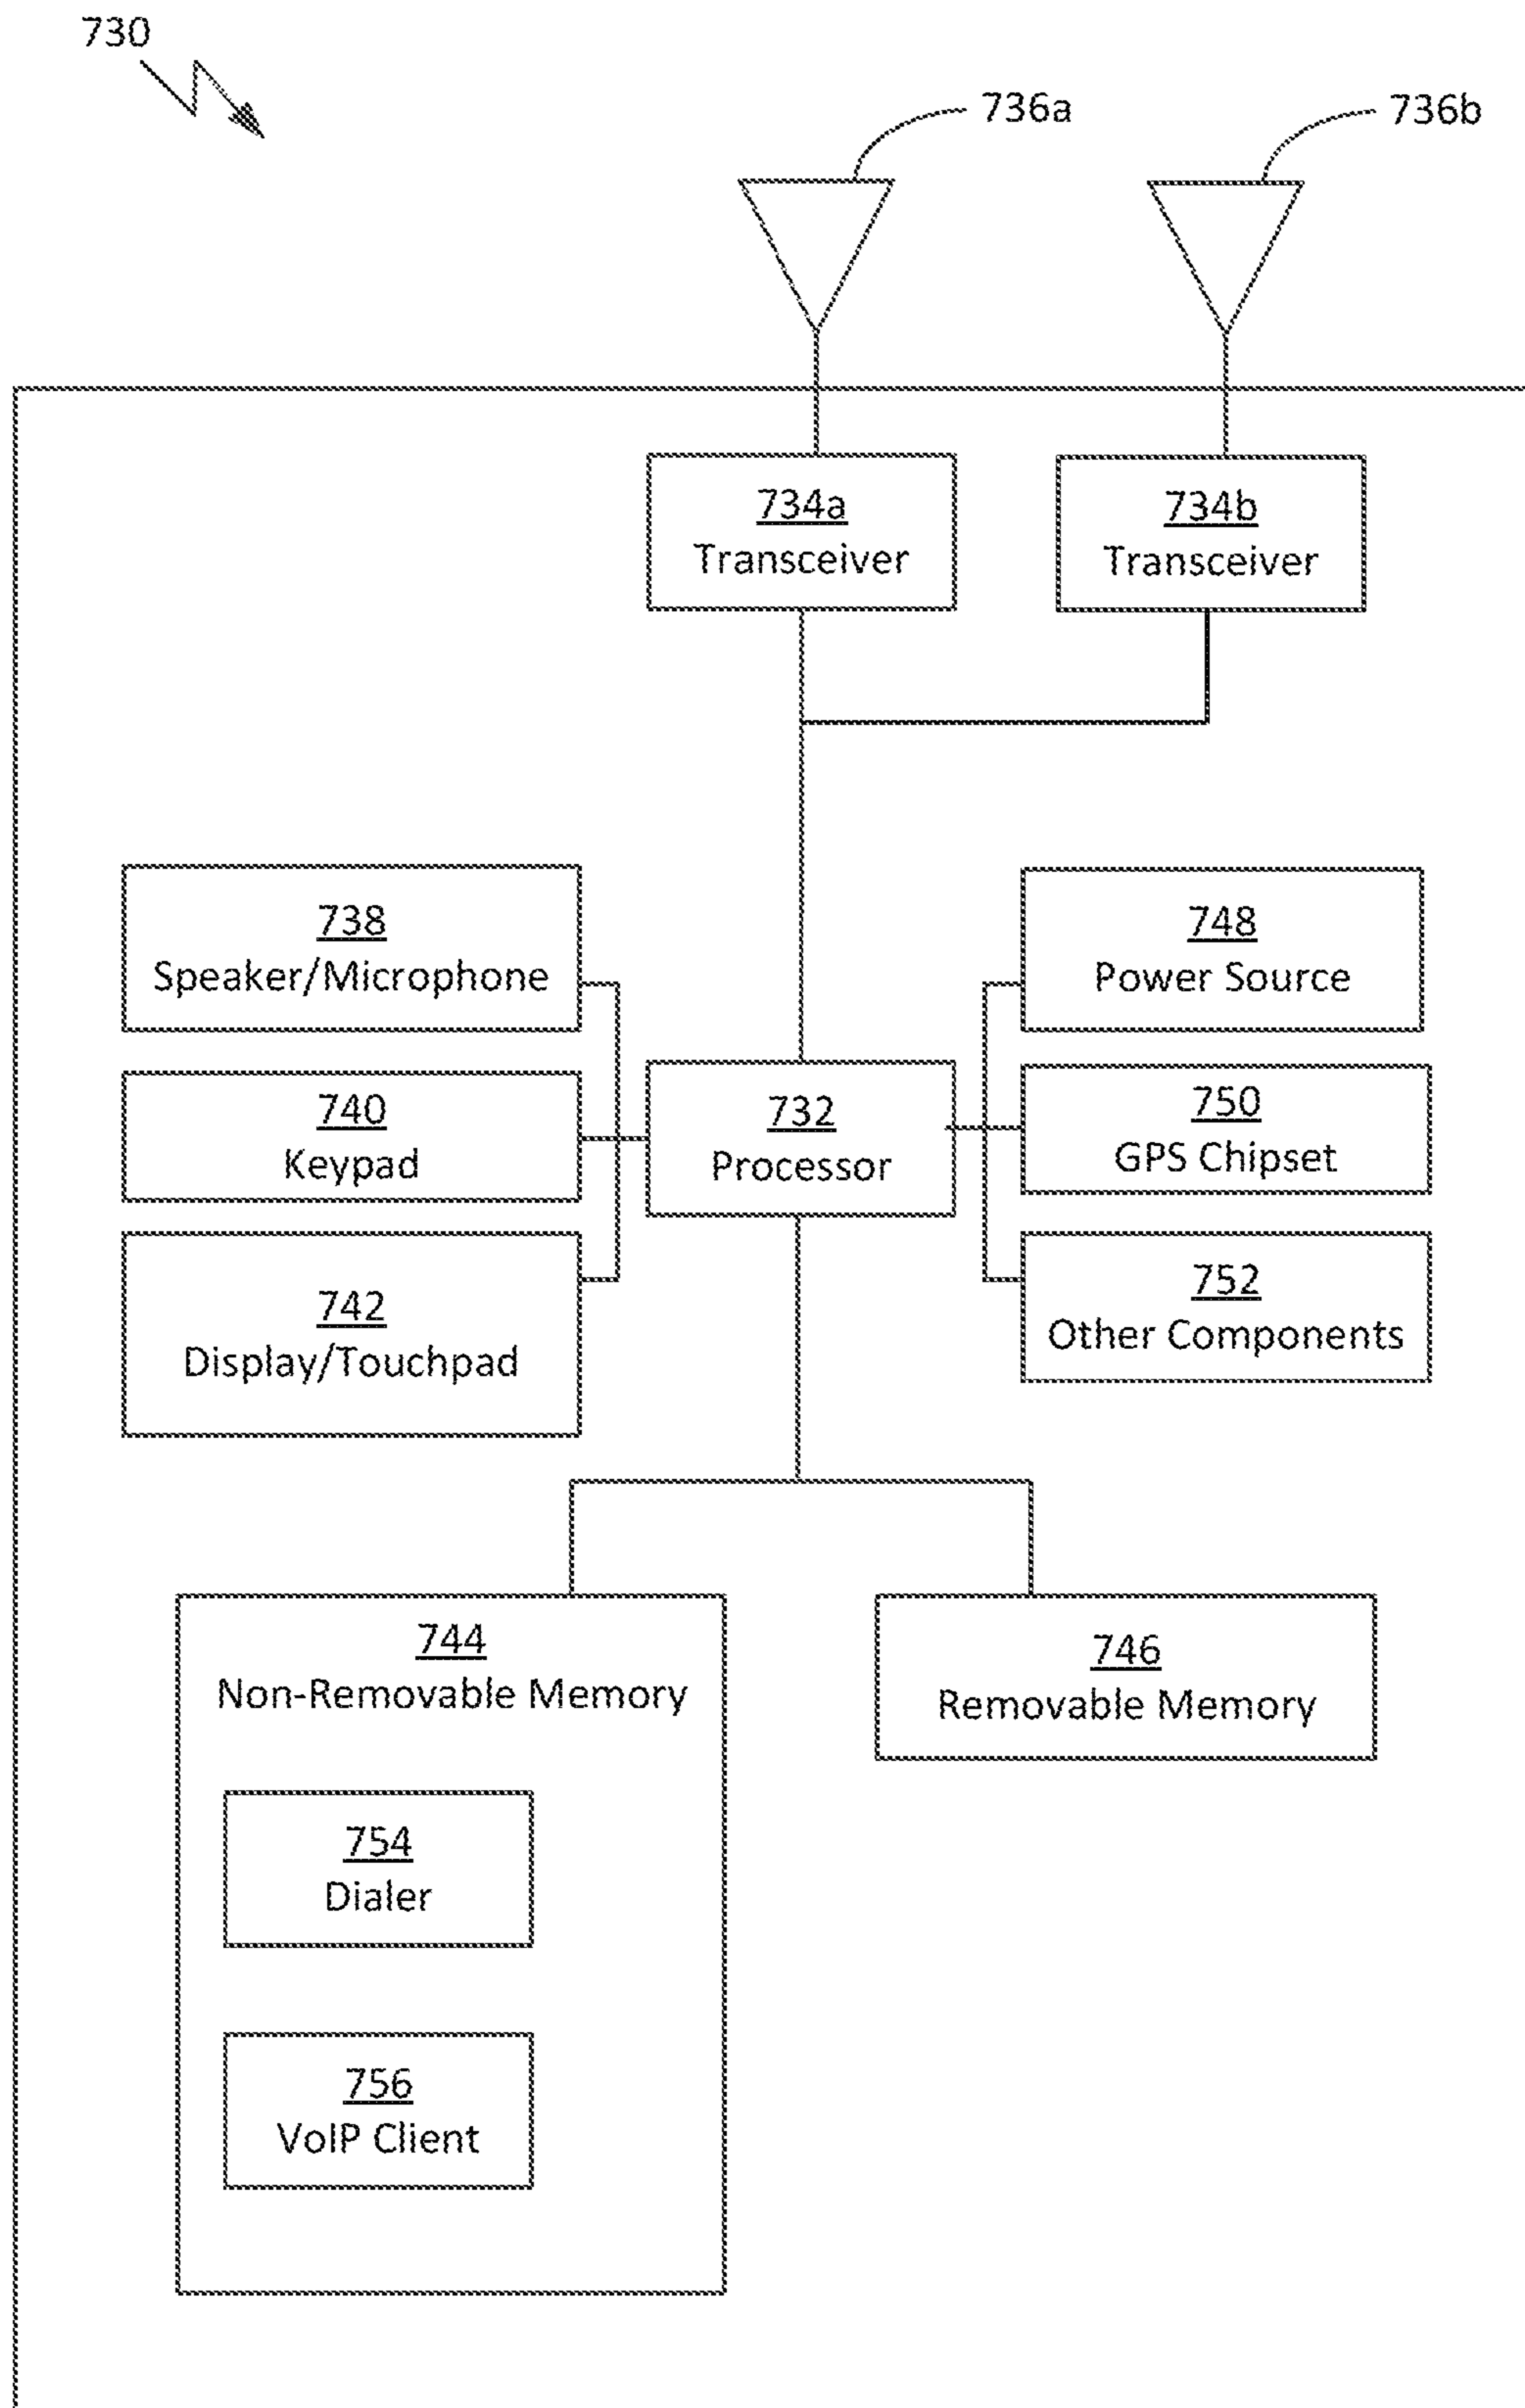 730
736a
736b
734a
Transceiver
734b
Transceiver
738
Speaker/Microphone
748
Power Source
740
Keypad
732
Processor
750
GPS Chipset
742
Display/Touchpad
752
Other Components
744
Non-Removable Memory
746
Removable Memory
754
Dialer
756
VoIP Client